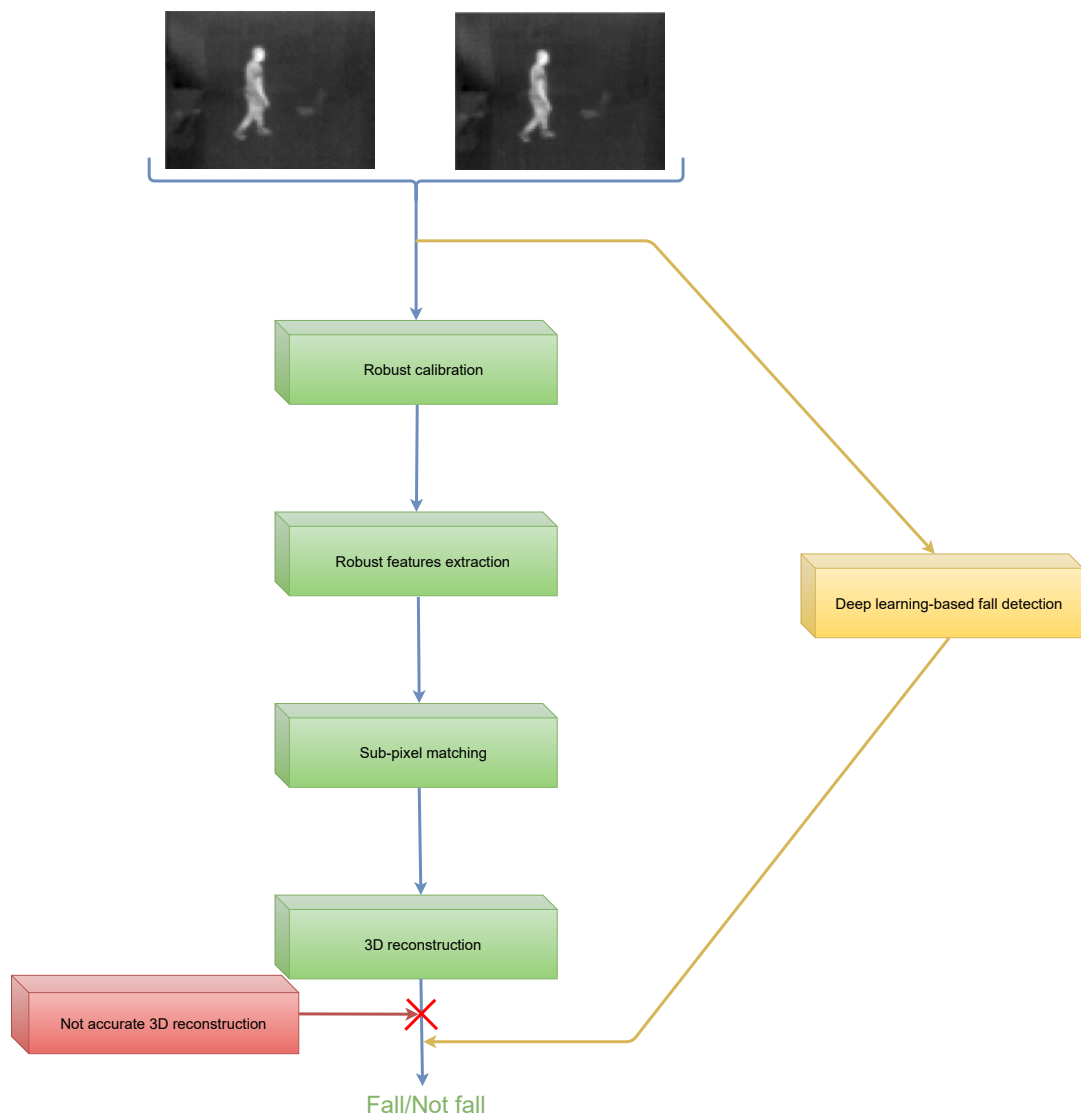 Robust calibration
Robust features extraction
Deep learning-based fall detection
Sub-pixel matching
3D reconstruction
Not accurate 3D reconstruction
Fall/Not fall